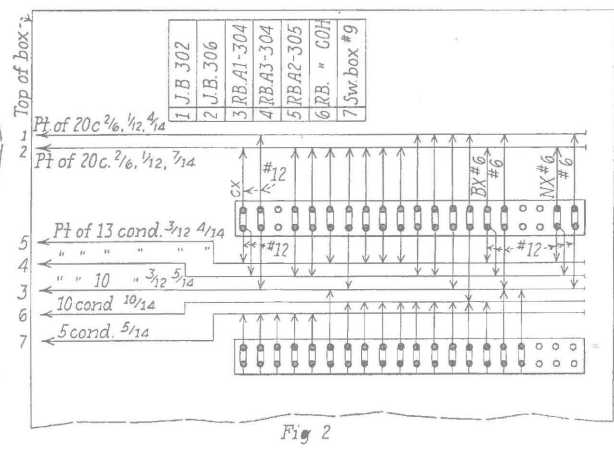 Top of box
1 J.B. 302
2 J.B. 306
3 RB.A1-304
4 RB.A3-304
5 RBA2-305
6 RB. " COH
7 Sw.box #9
Pt.of 20c 2/6, 1/12, 4/14
1
2
Pt of 20c. 2/6, 1/12, 7/14
CX
#12
BX #6
#6
NX #6
#6
Pt of 13 cond. 3/12 4/14
5
#12
#12
" " " " " "
4
" " 10 " 3/12 5/14
3
10 cond 10/14
6
5 cond. 5/14
7
Fig 2